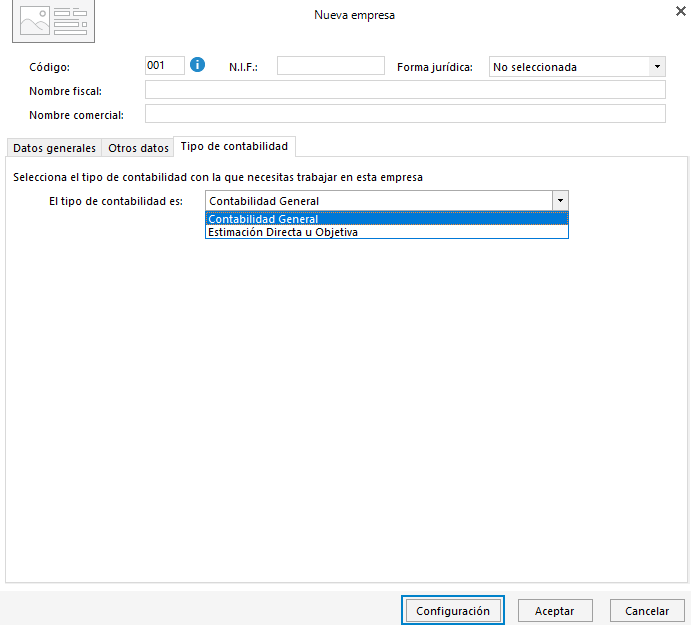 Nueva empresa
Código: 001 N.I.F.: Forma jurídica: No seleccionada
Nombre fiscal:
Nombre comercial:
Datos generales Otros datos Tipo de contabilidad
Selecciona el tipo de contabilidad con la que necesitas trabajar en esta empresa
El tipo de contabilidad es: Contabilidad General
Contabilidad General
Estimación Directa u Objetiva
Configuración Aceptar Cancelar